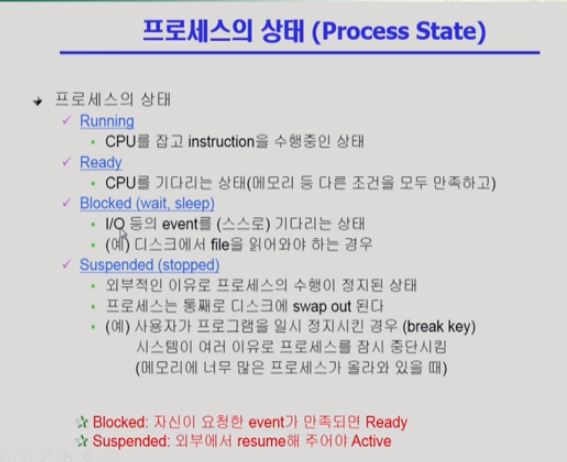 프로세스의 상태 (Process State)
프로세스의 상태
Running
CPU를 잡고 instruction을 수행중인 상태
Ready
CPU를 기다리는 상태(메모리 등 다른 조건을 모두 만족하고)
Blocked (wait, sleep)
I/O 등의 event를 (스스로) 기다리는 상태
(예) 디스크에서 file을 읽어와야 하는 경우
Suspended (stopped)
외부적인 이유로 프로세스의 수행이 정지된 상태
프로세스는 통째로 디스크에 swap out 된다
(예) 사용자가 프로그램을 일시 정지시킨 경우 (break key)
시스템이 여러 이유로 프로세스를 잠시 중단시킴
(메모리에 너무 많은 프로세스가 올라와 있을 때)
Blocked: 자신이 요청한 event가 만족되면 Ready
Suspended: 외부에서 resume해 주어야 Active